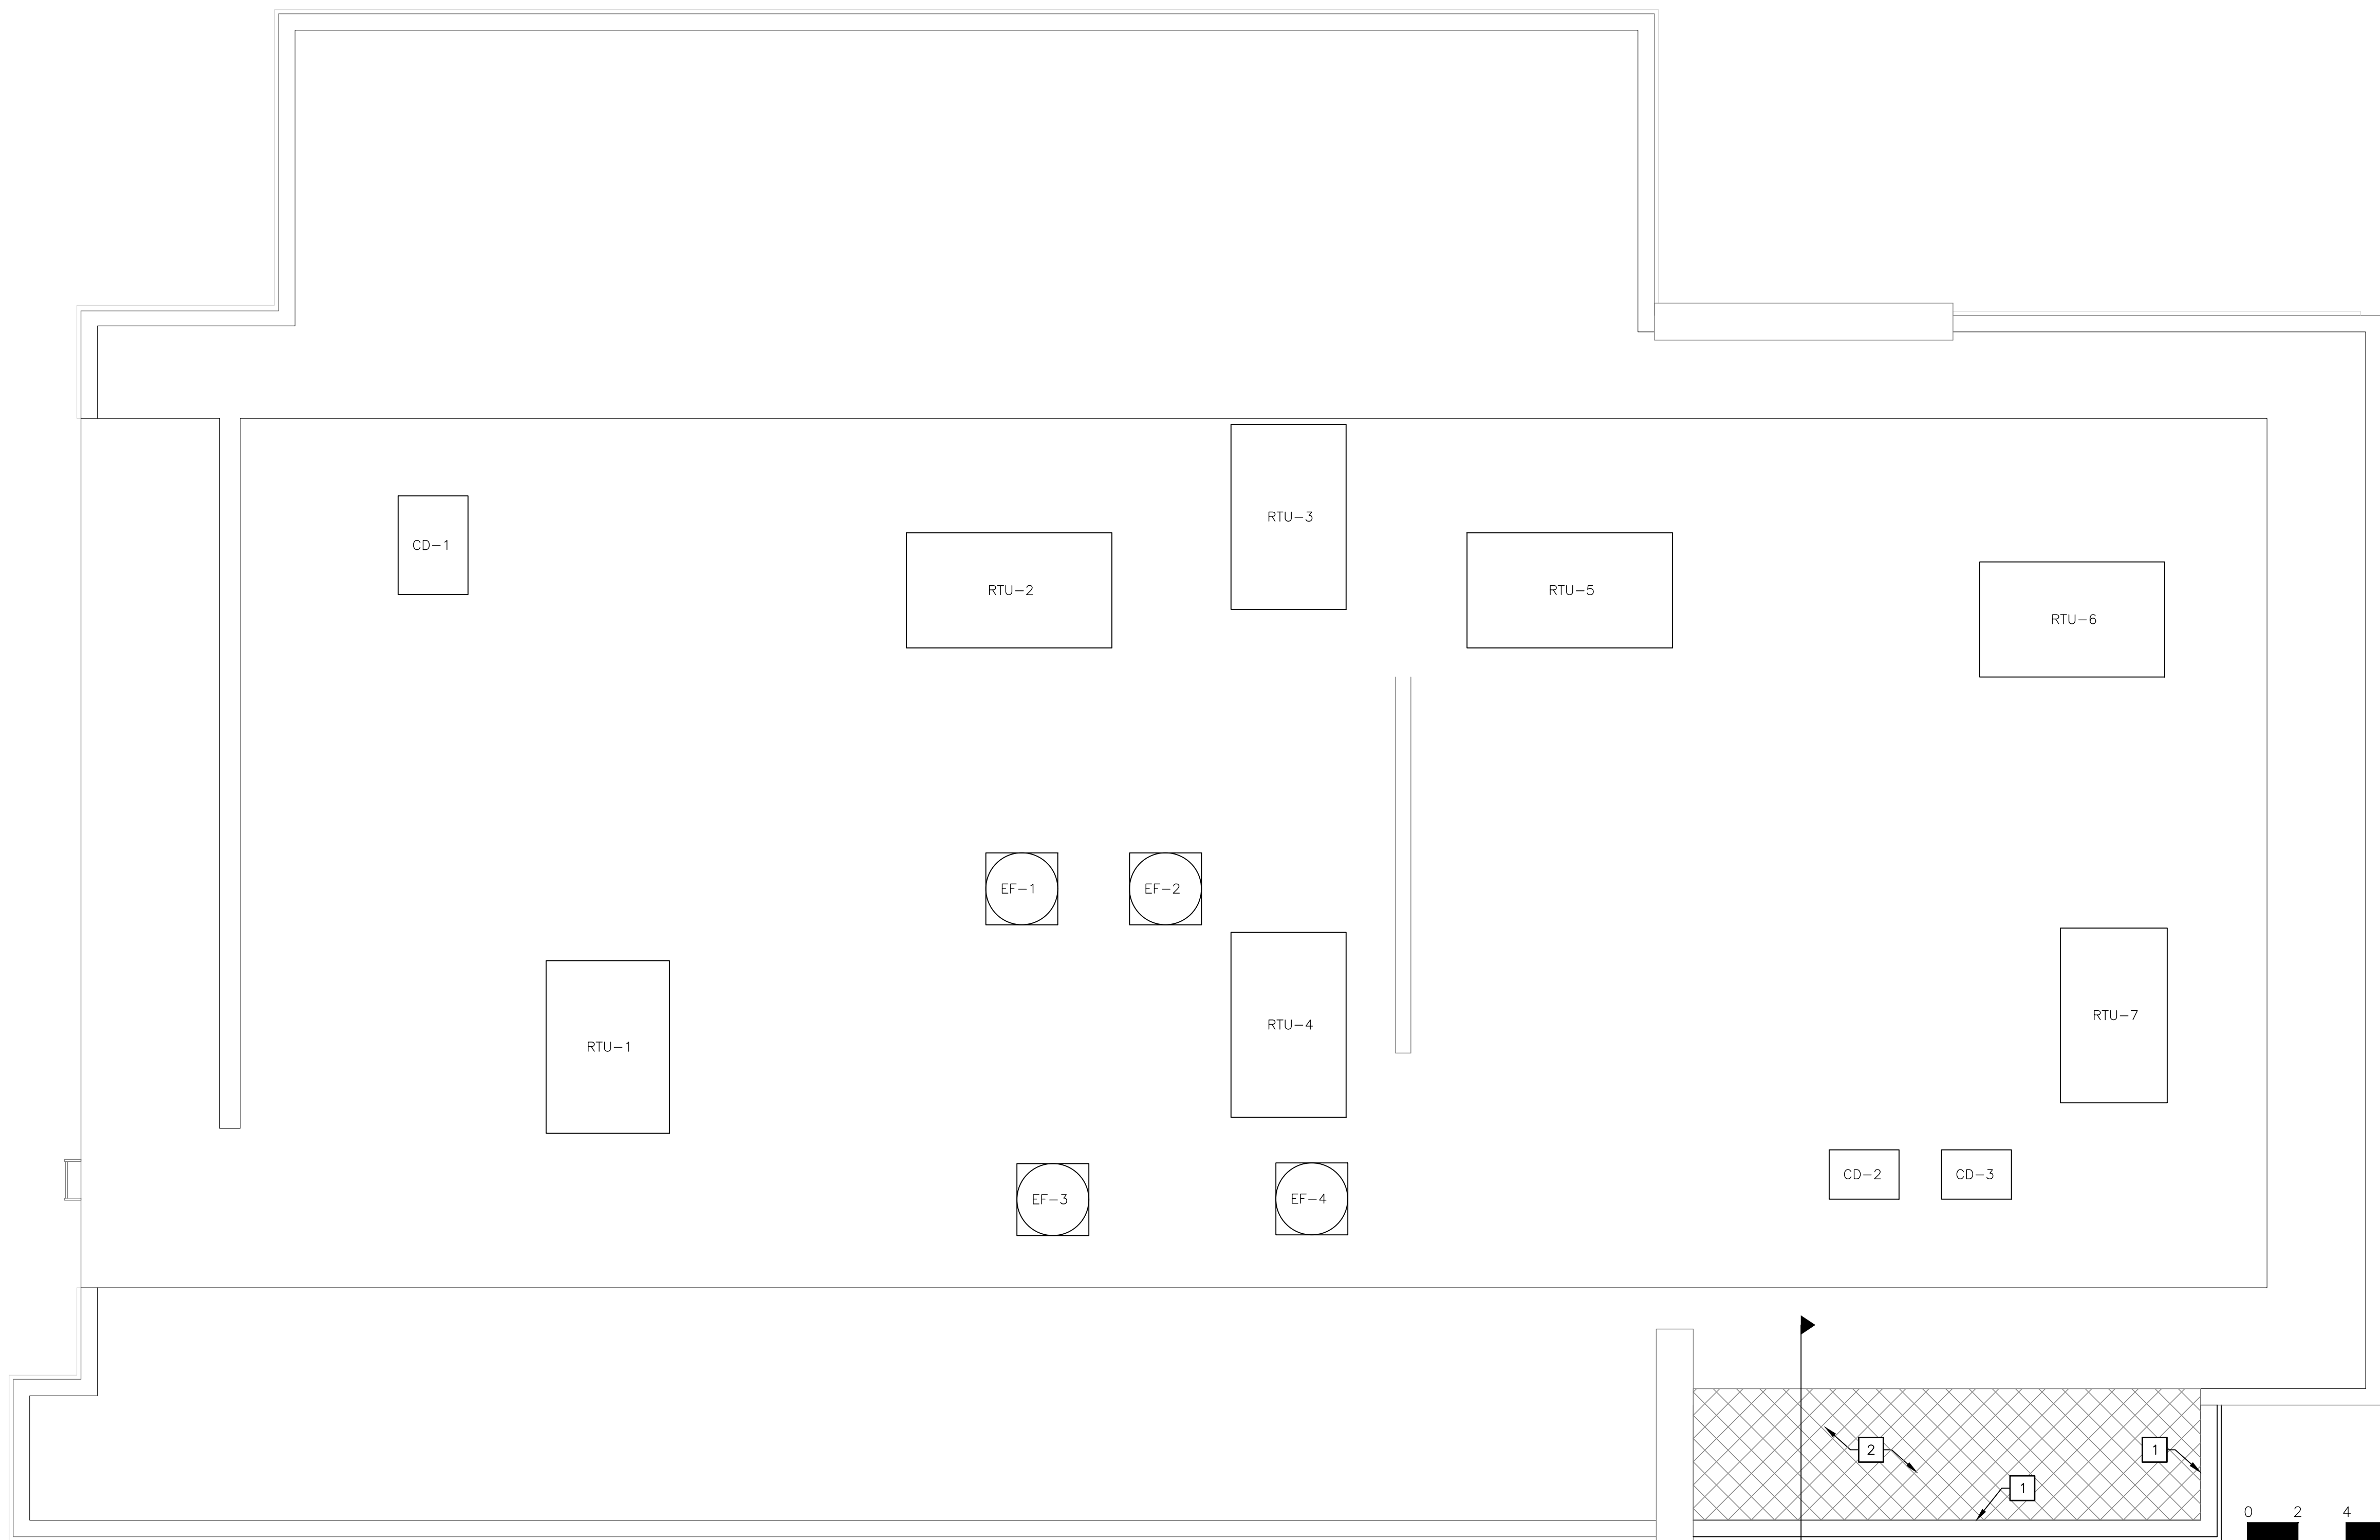 RTU-3
CD-1
RTU-2
RTU-5
RTU-6
EF-1
EF-2
RTU-4
RTU-7
RTU-1
CD-2
CD-3
EF-3
EF-4
2
1
1
0 2 4